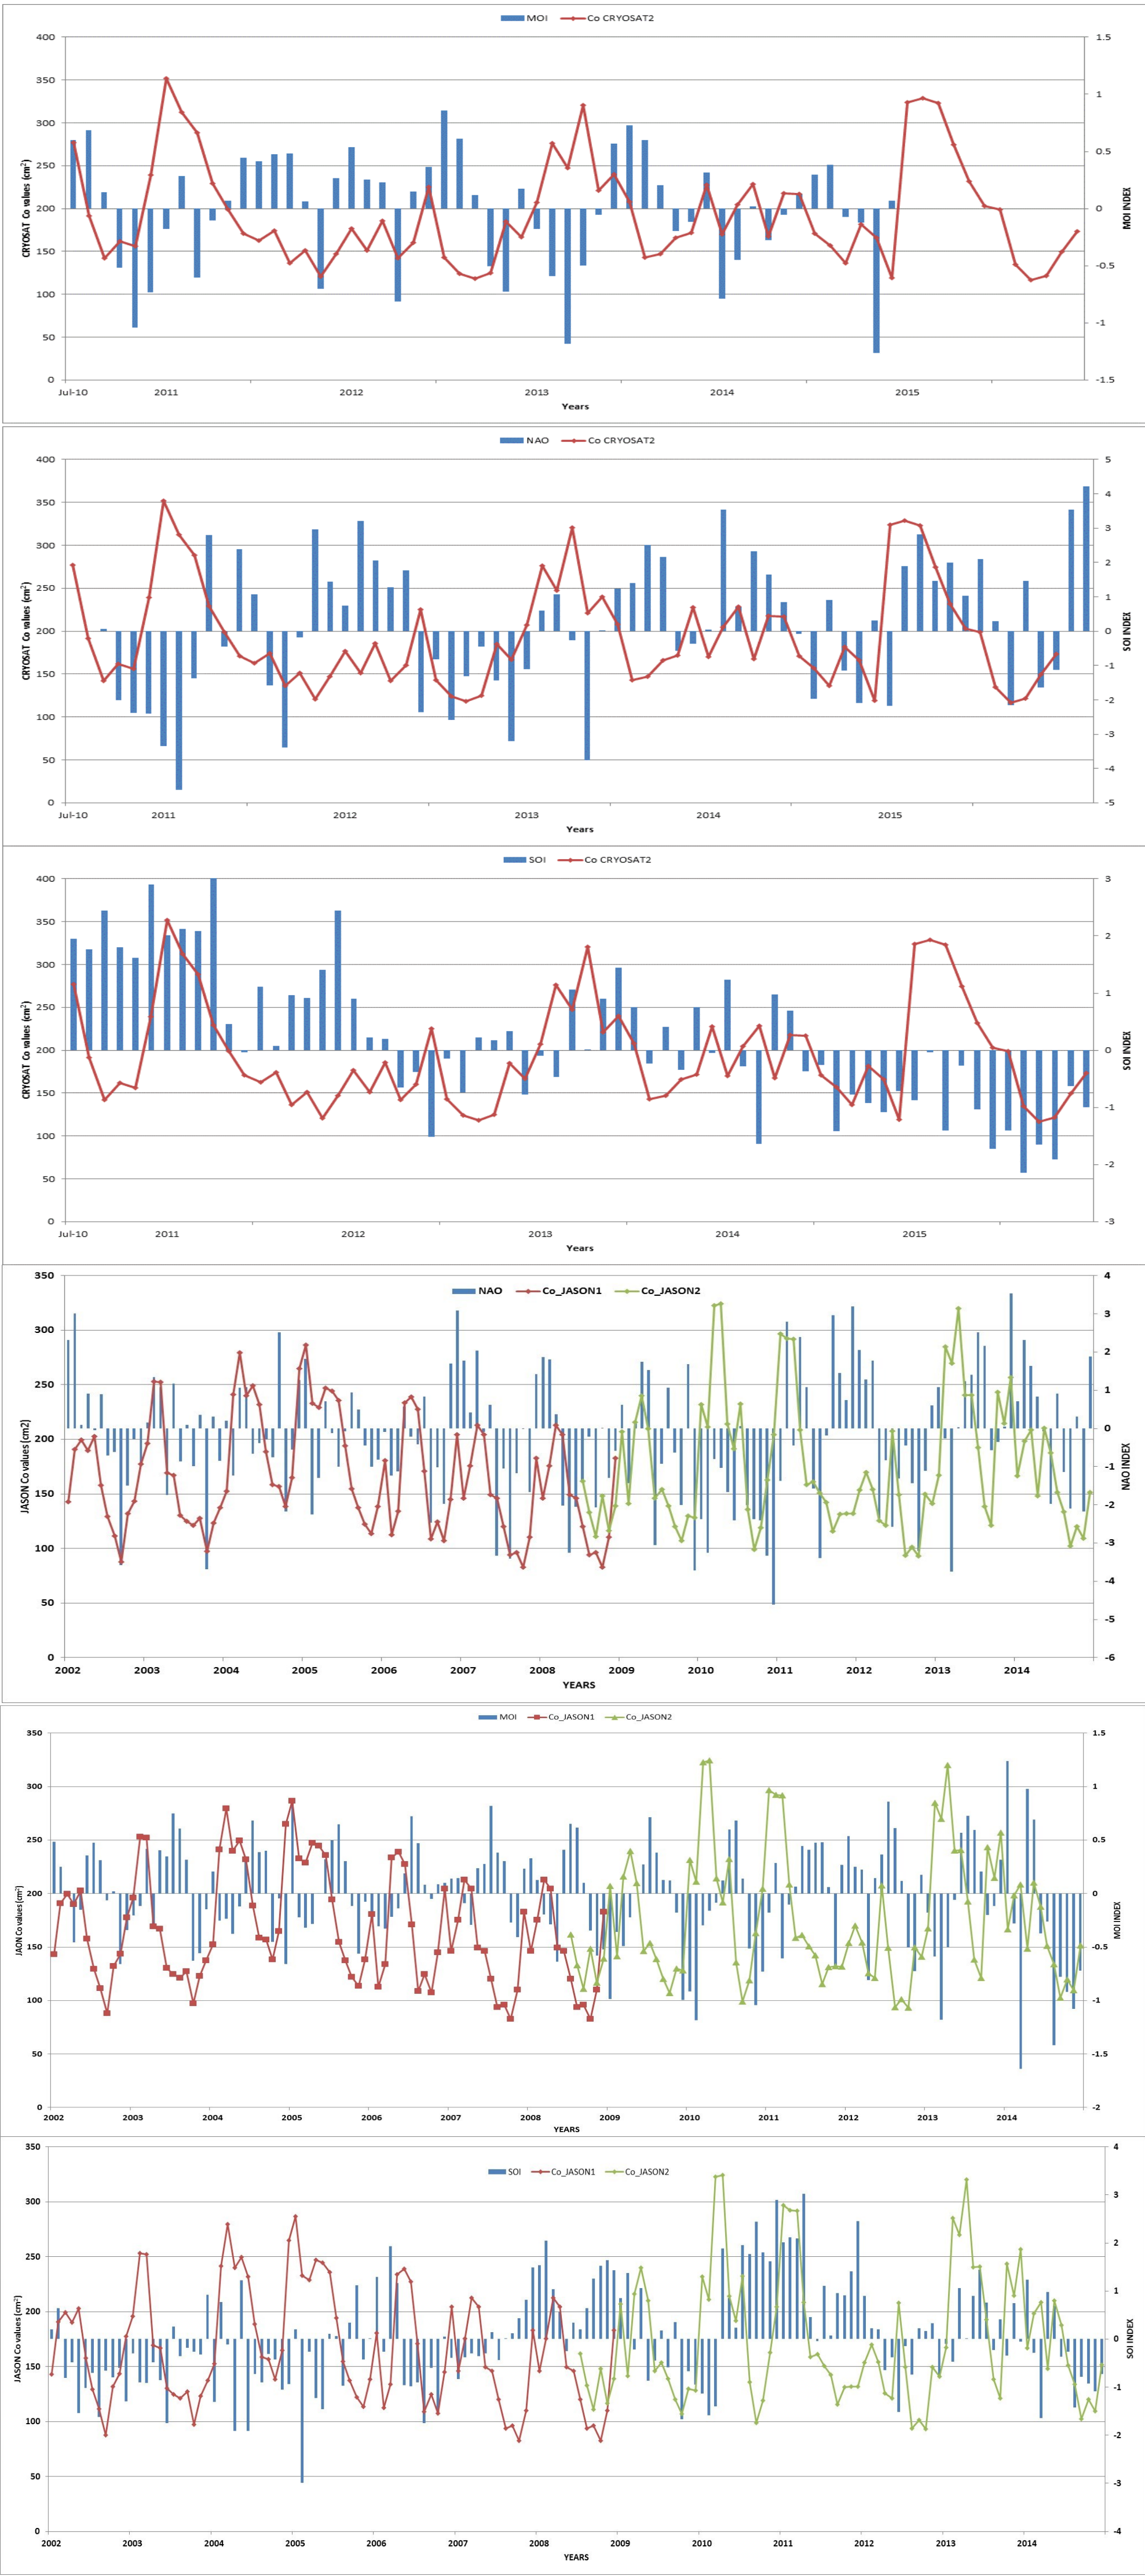 MOI Co CRYOSAT2
400 350 300 250 200 150 100 50 0
CRYOSAT Co values (cm²)
1.5 1 0.5 0 -0.5 -1 -1.5
MOI INDEX
Jul-10 2011 2012 2013 2014 2015
Years
NAO Co CRYOSAT2
400 350 300 250 200 150 100 50 0
CRYOSAT Co values (cm²)
5 4 3 2 1 0 -1 -2 -3 -4 -5
SOI INDEX
Jul-10 2011 2012 2013 2014 2015
Years
SOI Co CRYOSAT2
400 350 300 250 200 150 100 50 0
CRYOSAT Co values (cm²)
3 2 1 0 -1 -2 -3
SOI INDEX
Jul-10 2011 2012 2013 2014 2015
Years
NAO Co_JASON1 Co_JASON2
350 300 250 200 150 100 50 0
JASON Co values (cm2)
4 3 2 1 0 -1 -2 -3 -4 -5 -6
NAO INDEX
2002 2003 2004 2005 2006 2007 2008 2009 2010 2011 2012 2013 2014
YEARS
MOI Co_JASON1 Co_JASON2
350 300 250 200 150 100 50 0
JAON Co values (cm²)
1.5 1 0.5 0 -0.5 -1 -1.5 -2
MOI INDEX
2002 2003 2004 2005 2006 2007 2008 2009 2010 2011 2012 2013 2014
YEARS
SOI Co_JASON1 Co_JASON2
350 300 250 200 150 100 50 0
JASON Co values (cm²)
4 3 2 1 0 -1 -2 -3 -4
SOI INDEX
2002 2003 2004 2005 2006 2007 2008 2009 2010 2011 2012 2013 2014
YEARS